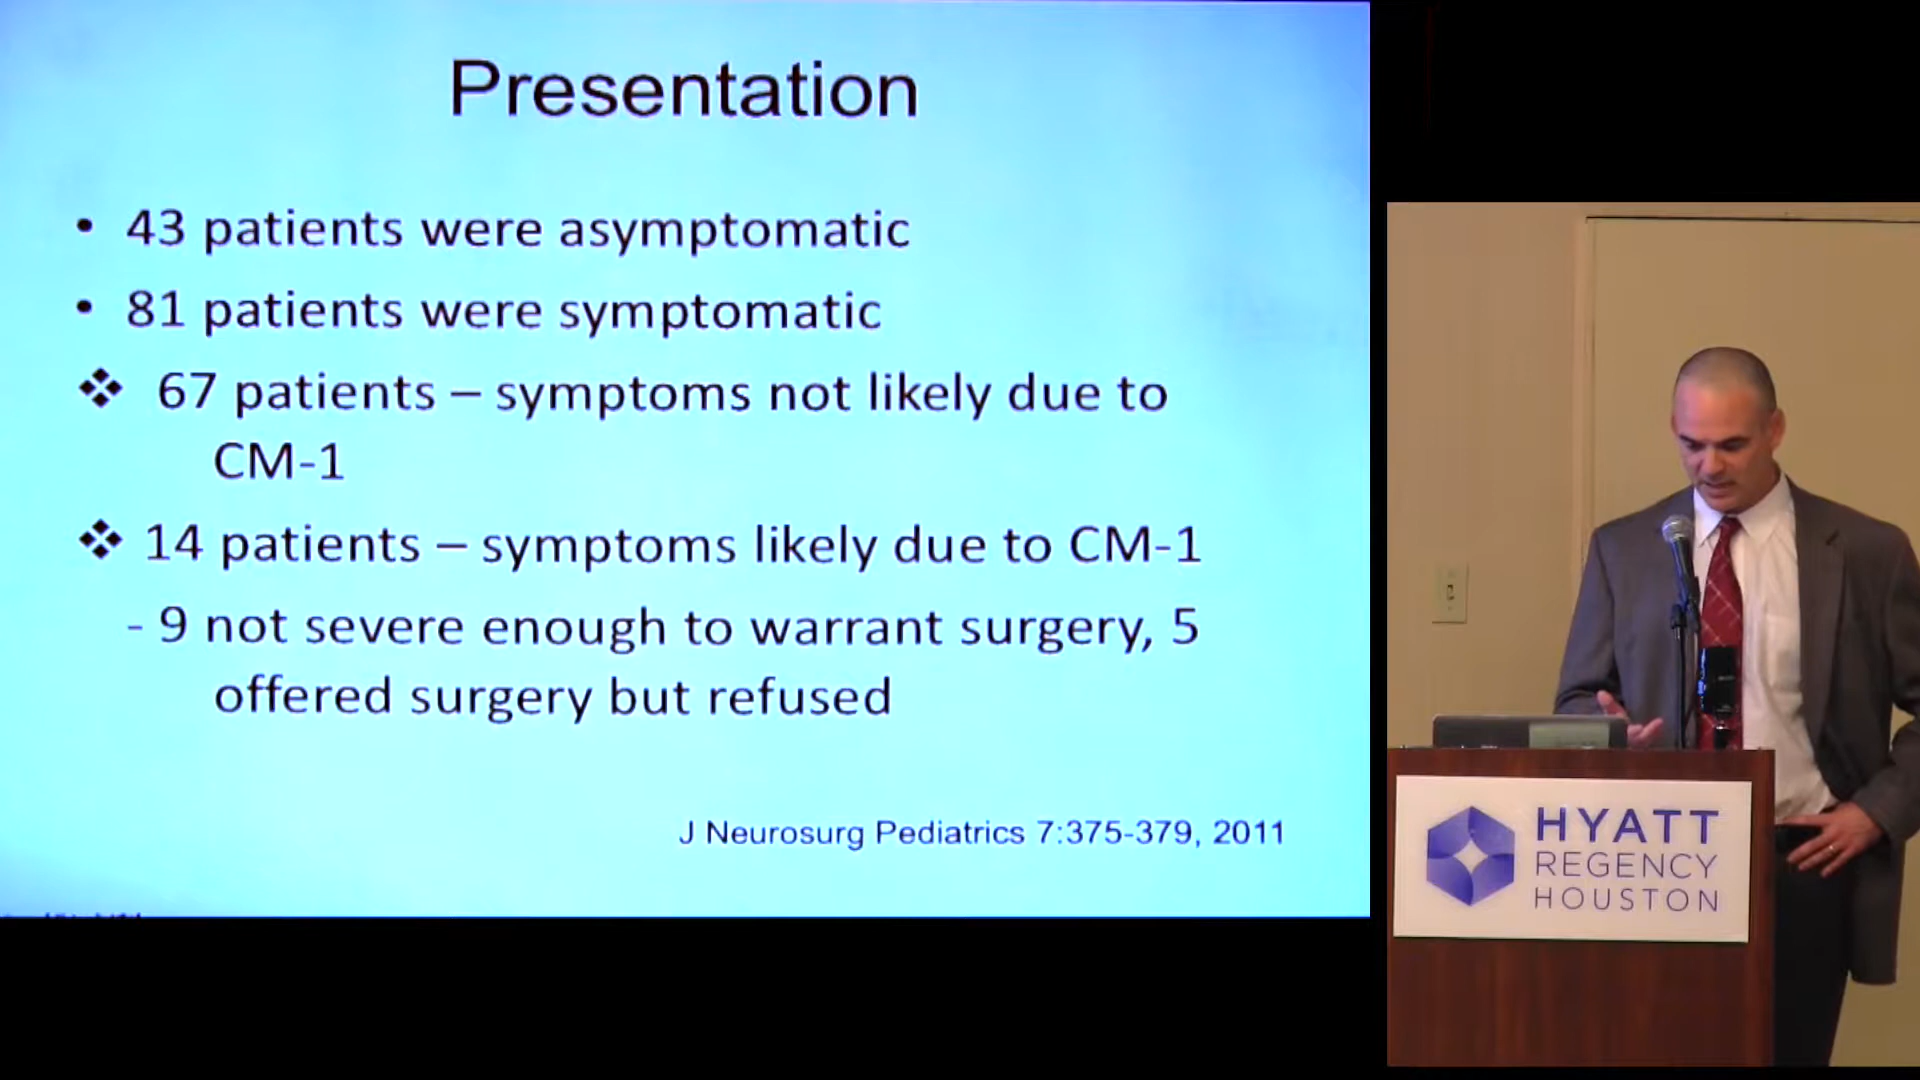 Presentation
• 43 patients were asymptomatic
• 81 patients were symptomatic
❖ 67 patients – symptoms not likely due to
CM-1
❖ 14 patients – symptoms likely due to CM-1
- 9 not severe enough to warrant surgery, 5
offered surgery but refused
J Neurosurg Pediatrics 7:375-379, 2011
HYATT
REGENCY
HOUSTON